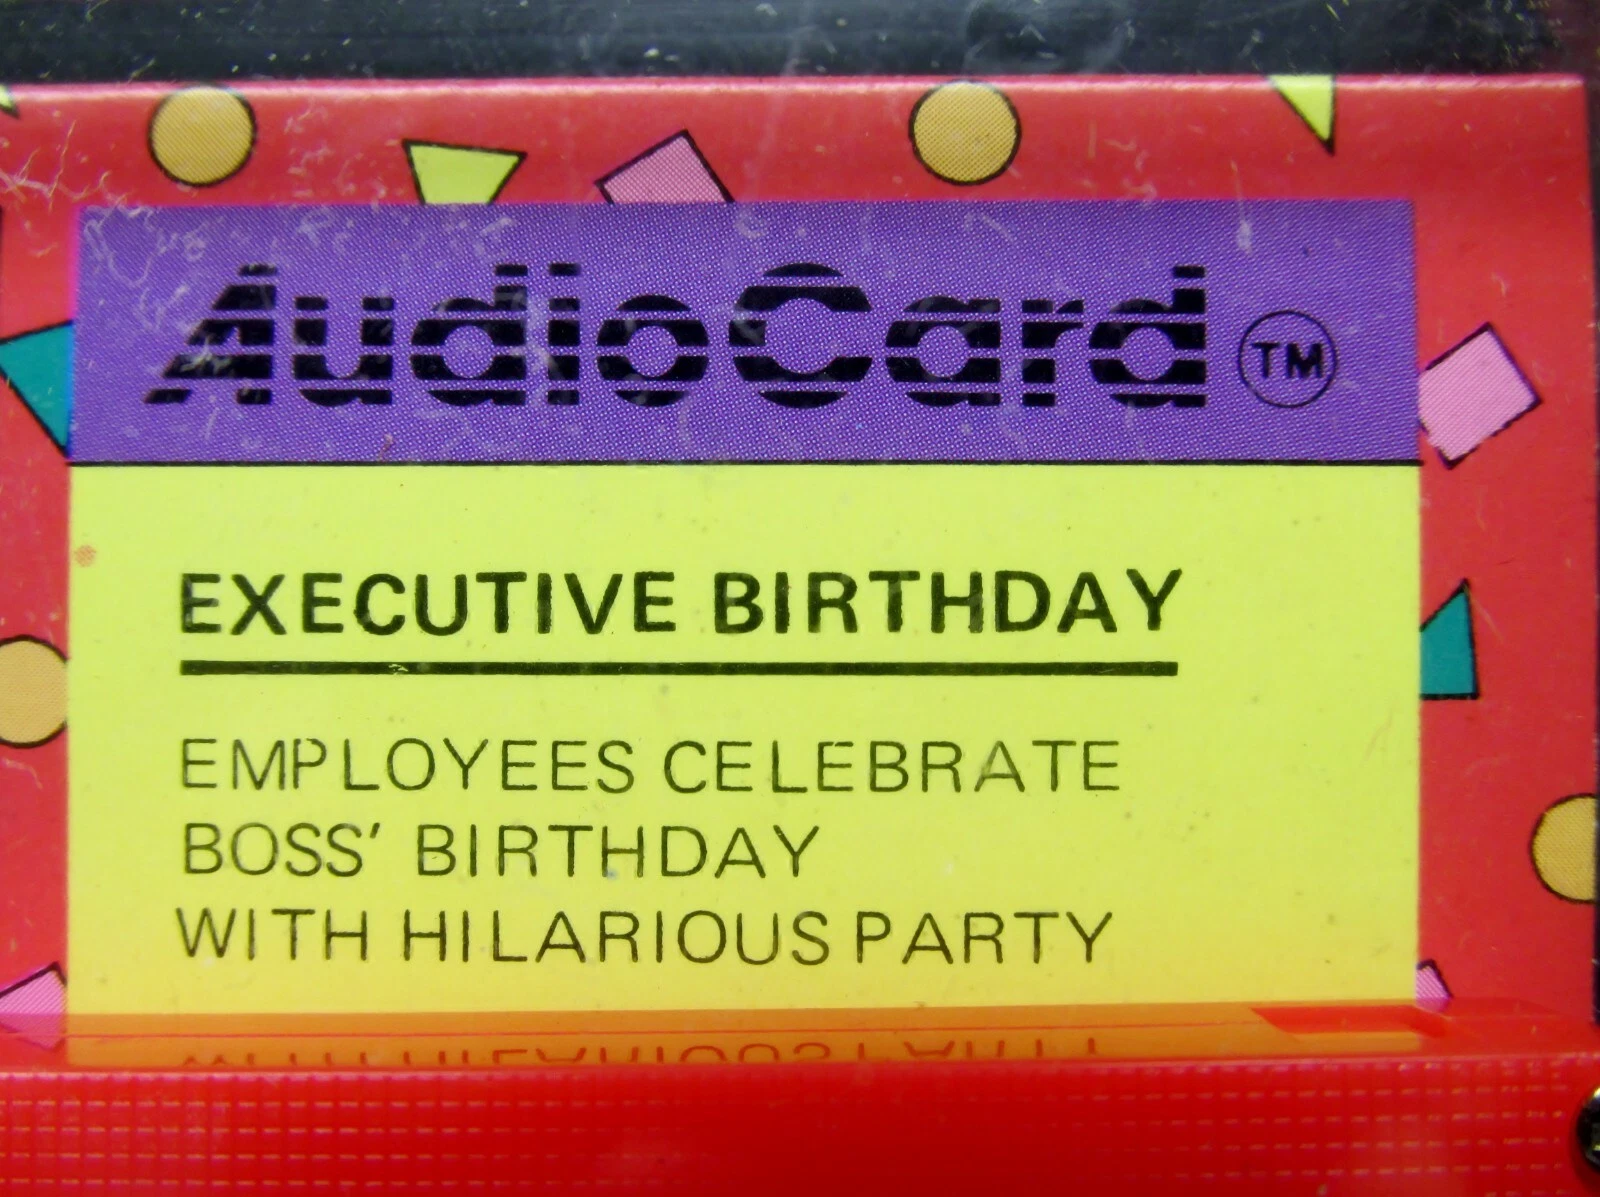 AudioCard TM
EXECUTIVE BIRTHDAY
EMPLOYEES CELEBRATE
BOSS' BIRTHDAY
WITH HILARIOUS PARTY